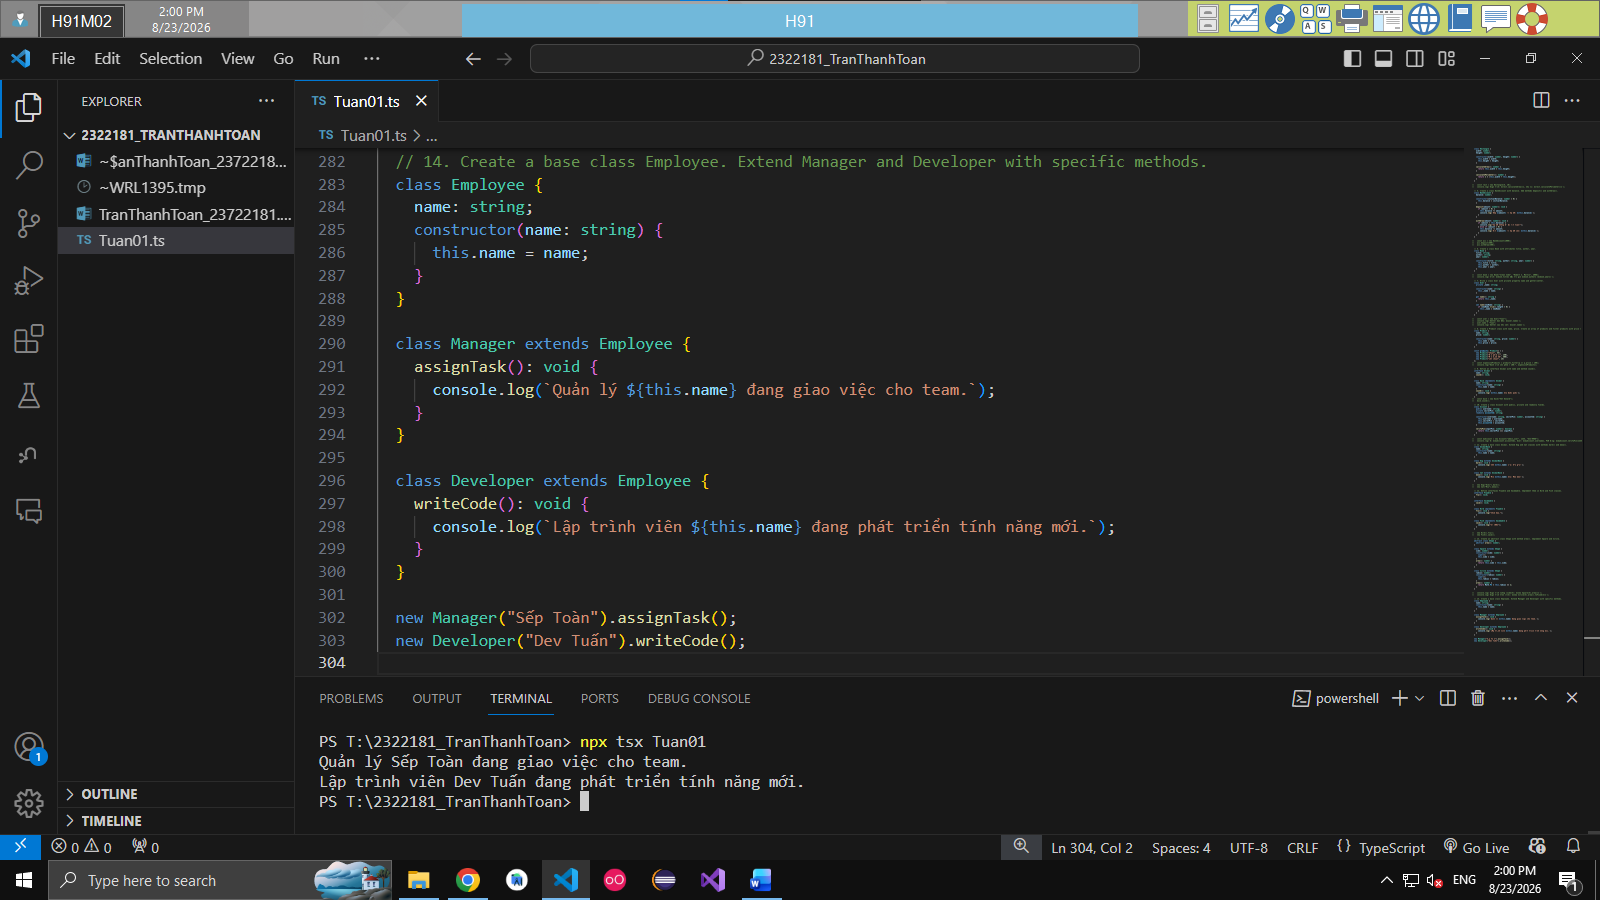 H91M02
2:00 PM
8/23/2026
H91
File Edit Selection View Go Run ...
2322181_TranThanhToan
EXPLORER
2322181_TRANTHANHTOAN
~$anThanhToan_2372218...
~WRL1395.tmp
TranThanhToan_23722181....
TS Tuan01.ts
TS Tuan01.ts
TS Tuan01.ts > ...
282 // 14. Create a base class Employee. Extend Manager and Developer with specific methods.
283 class Employee {
284 name: string;
285 constructor(name: string) {
286 this.name = name;
287 }
288 }
289
290 class Manager extends Employee {
291 assignTask(): void {
292 console.log(`Quản lý ${this.name} đang giao việc cho team.`);
293 }
294 }
295
296 class Developer extends Employee {
297 writeCode(): void {
298 console.log(`Lập trình viên ${this.name} đang phát triển tính năng mới.`);
299 }
300 }
301
302 new Manager("Sếp Toàn").assignTask();
303 new Developer("Dev Tuấn").writeCode();
304
PROBLEMS OUTPUT TERMINAL PORTS DEBUG CONSOLE
powershell
PS T:\2322181_TranThanhToan> npx tsx Tuan01
Quản lý Sếp Toàn đang giao việc cho team.
Lập trình viên Dev Tuấn đang phát triển tính năng mới.
PS T:\2322181_TranThanhToan>
OUTLINE
TIMELINE
1
0 0 0
Ln 304, Col 2 Spaces: 4 UTF-8 CRLF {} TypeScript Go Live
Type here to search
ENG
2:00 PM
8/23/2026
1